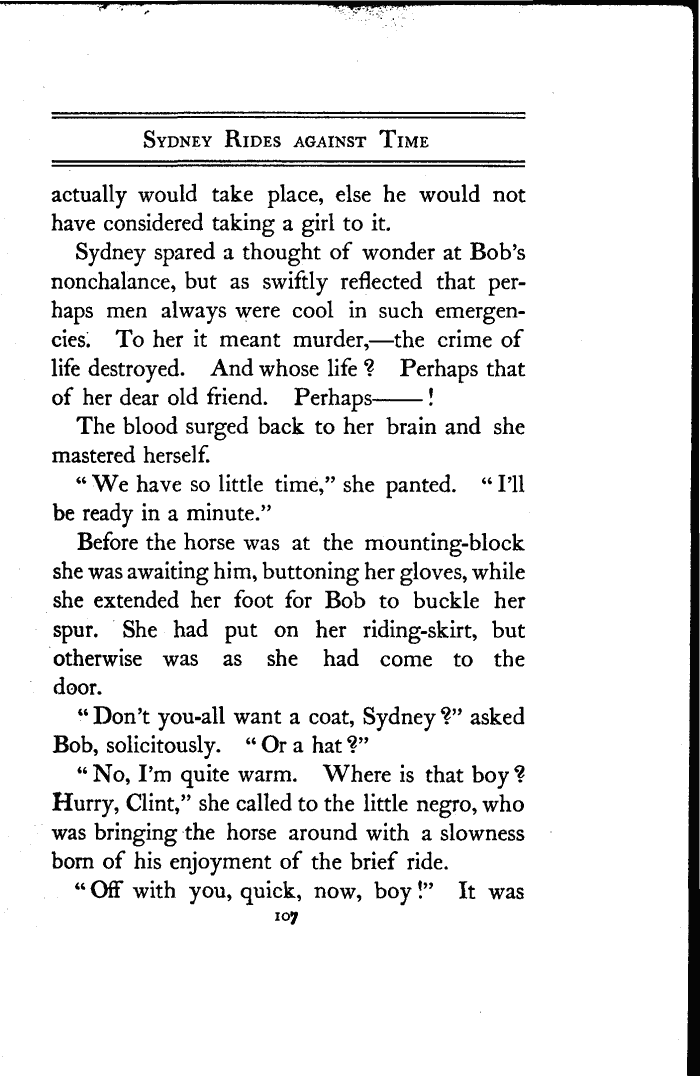 Sydney Rides against Time
actually would take place, else he would not
have considered taking a girl to it.
Sydney spared a thought of wonder at Bob's
nonchalance, but as swiftly reflected that per-
haps men always were cool in such emergen-
cies. To her it meant murder,—the crime of
life destroyed. And whose life? Perhaps that
of her dear old friend. Perhaps——!
The blood surged back to her brain and she
mastered herself.
"We have so little time," she panted. "I'll
be ready in a minute."
Before the horse was at the mounting-block
she was awaiting him, buttoning her gloves, while
she extended her foot for Bob to buckle her
spur. She had put on her riding-skirt, but
otherwise was as she had come to the
door.
"Don't you-all want a coat, Sydney?" asked
Bob, solicitously. "Or a hat?"
"No, I'm quite warm. Where is that boy?
Hurry, Clint," she called to the little negro, who
was bringing the horse around with a slowness
born of his enjoyment of the brief ride.
"Off with you, quick, now, boy!" It was
107